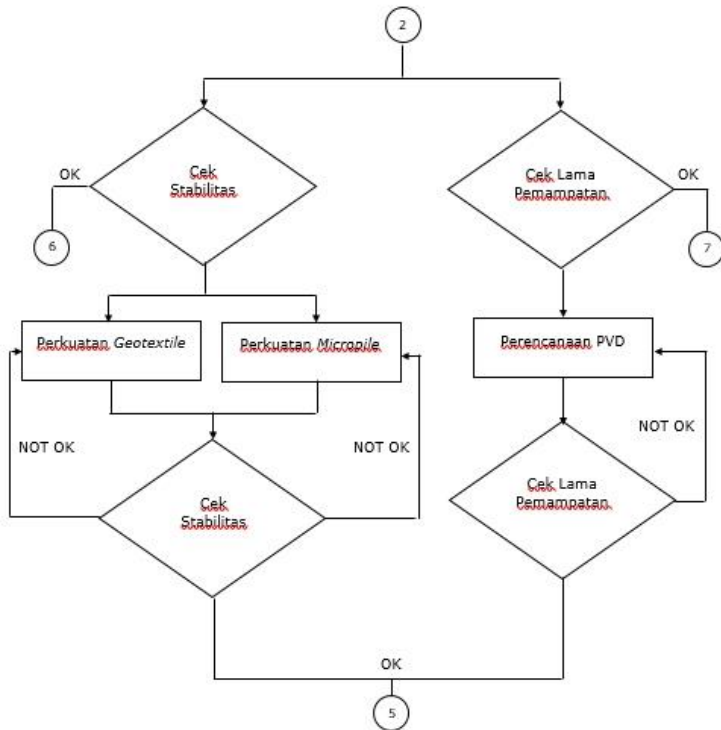 2
Cek
Stabilitas
OK
6
Cek Lama
Pemampatan
OK
7
Perkuatan Geotextile
Perkuatan Micropile
Perencanaan PVD
NOT OK
NOT OK
NOT OK
Cek
Stabilitas
Cek Lama
Pemampatan
OK
5